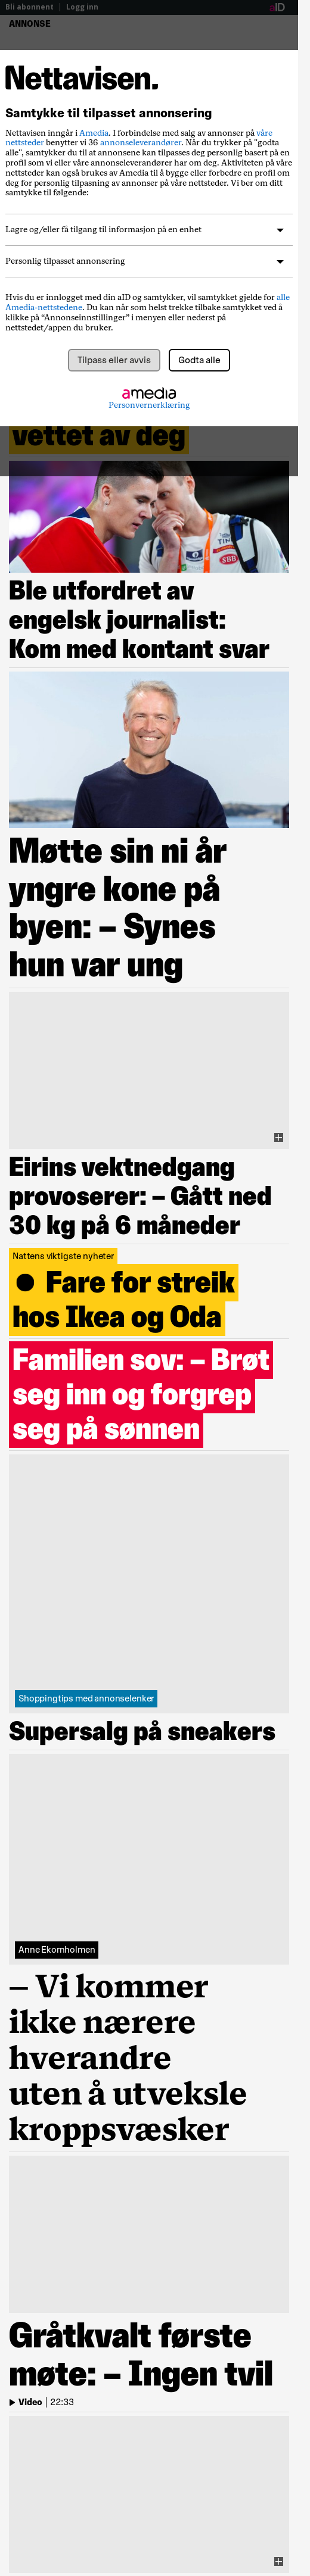 Bli abonnent | Logg inn
aID
ANNONSE
Nettavisen.
Samtykke til tilpasset annonsering
Nettavisen inngår i Amedia. I forbindelse med salg av annonser på våre
nettsteder benytter vi 36 annonseleverandører. Når du trykker på "godta
alle", samtykker du til at annonsene kan tilpasses deg personlig basert på en
profil som vi eller våre annonseleverandører har om deg. Aktiviteten på våre
nettsteder kan også brukes av Amedia til å bygge eller forbedre en profil om
deg for personlig tilpasning av annonser på våre nettsteder. Vi ber om ditt
samtykke til følgende:
Lagre og/eller få tilgang til informasjon på en enhet
Personlig tilpasset annonsering
Hvis du er innlogget med din aID og samtykker, vil samtykket gjelde for alle
Amedia-nettstedene. Du kan når som helst trekke tilbake samtykket ved å
klikke på “Annonseinnstillinger” i menyen eller nederst på
nettstedet/appen du bruker.
Tilpass eller avvis
Godta alle
amedia
Personvernerklæring
vettet av deg
SBB
Ble utfordret av
engelsk journalist:
Kom med kontant svar
Møtte sin ni år
yngre kone på
byen: – Synes
hun var ung
Eirins vektnedgang
provoserer: – Gått ned
30 kg på 6 måneder
Nattens viktigste nyheter
● Fare for streik
hos Ikea og Oda
Familien sov: – Brøt
seg inn og forgrep
seg på sønnen
Shoppingtips med annonselenker
Supersalg på sneakers
Anne Ekornholmen
– Vi kommer
ikke nærere
hverandre
uten å utveksle
kroppsvæsker
Gråtkvalt første
møte: – Ingen tvil
Video | 22:33